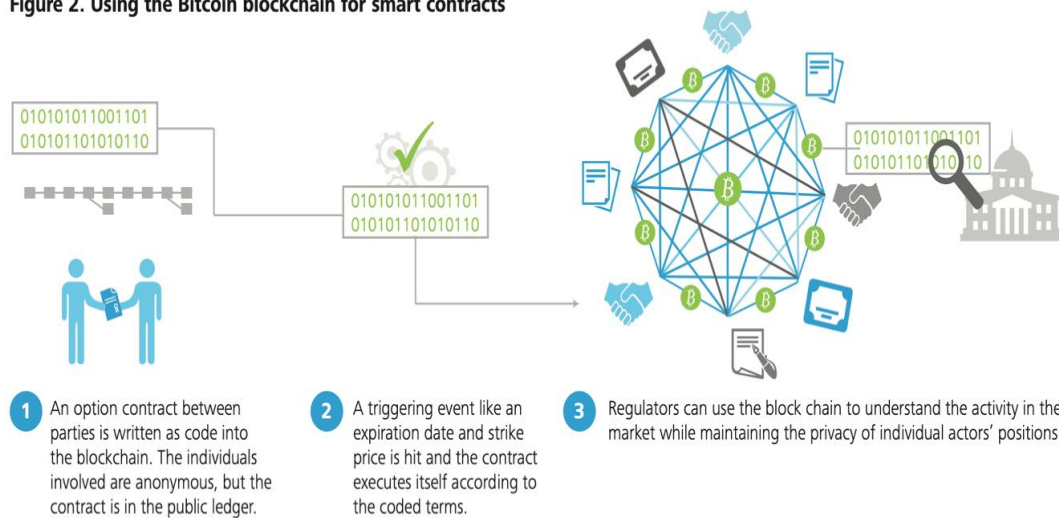 Figure 2. Using the Bitcoin blockchain for smart contracts
010101011001101
010101101010110
010101011001101
010101101010110
010101011001101
010101101010110
1
An option contract between
parties is written as code into
the blockchain. The individuals
involved are anonymous, but the
contract is in the public ledger.
2
A triggering event like an
expiration date and strike
price is hit and the contract
executes itself according to
the coded terms.
3
Regulators can use the block chain to understand the activity in the
market while maintaining the privacy of individual actors’ positions